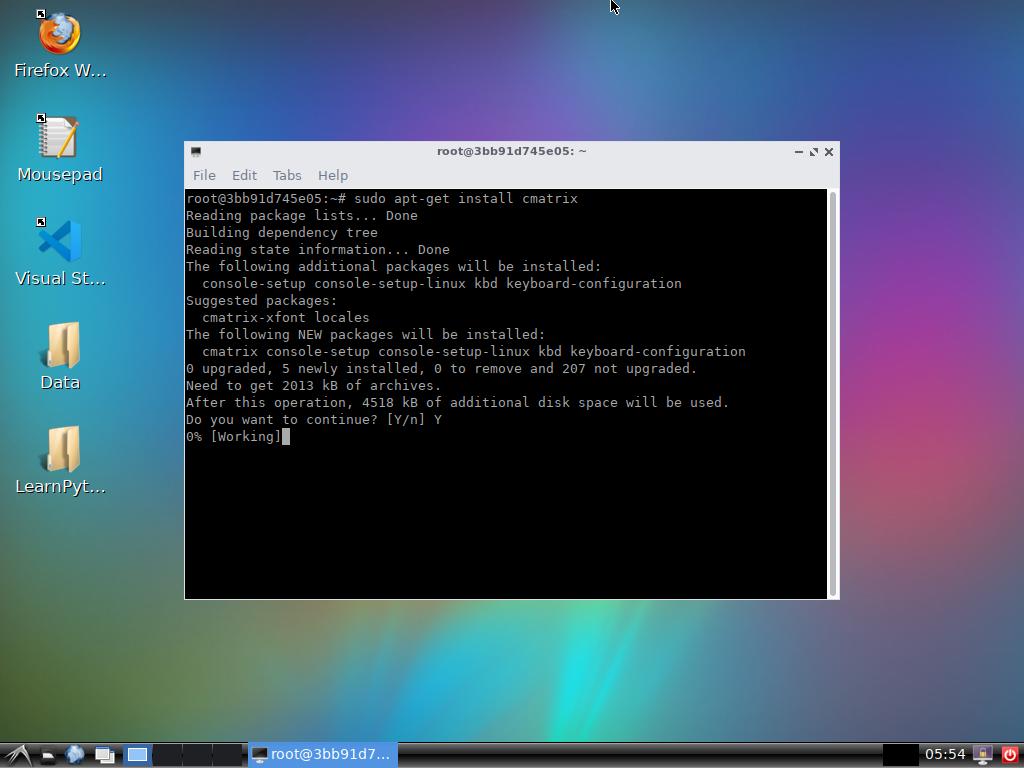 Firefox W...
Mousepad
Visual St...
Data
LearnPyt...
root@3bb91d745e05: ~
File Edit Tabs Help
root@3bb91d745e05:~# sudo apt-get install cmatrix
Reading package lists... Done
Building dependency tree
Reading state information... Done
The following additional packages will be installed:
  console-setup console-setup-linux kbd keyboard-configuration
Suggested packages:
  cmatrix-xfont locales
The following NEW packages will be installed:
  cmatrix console-setup console-setup-linux kbd keyboard-configuration
0 upgraded, 5 newly installed, 0 to remove and 207 not upgraded.
Need to get 2013 kB of archives.
After this operation, 4518 kB of additional disk space will be used.
Do you want to continue? [Y/n] Y
0% [Working]
root@3bb91d7...
05:54